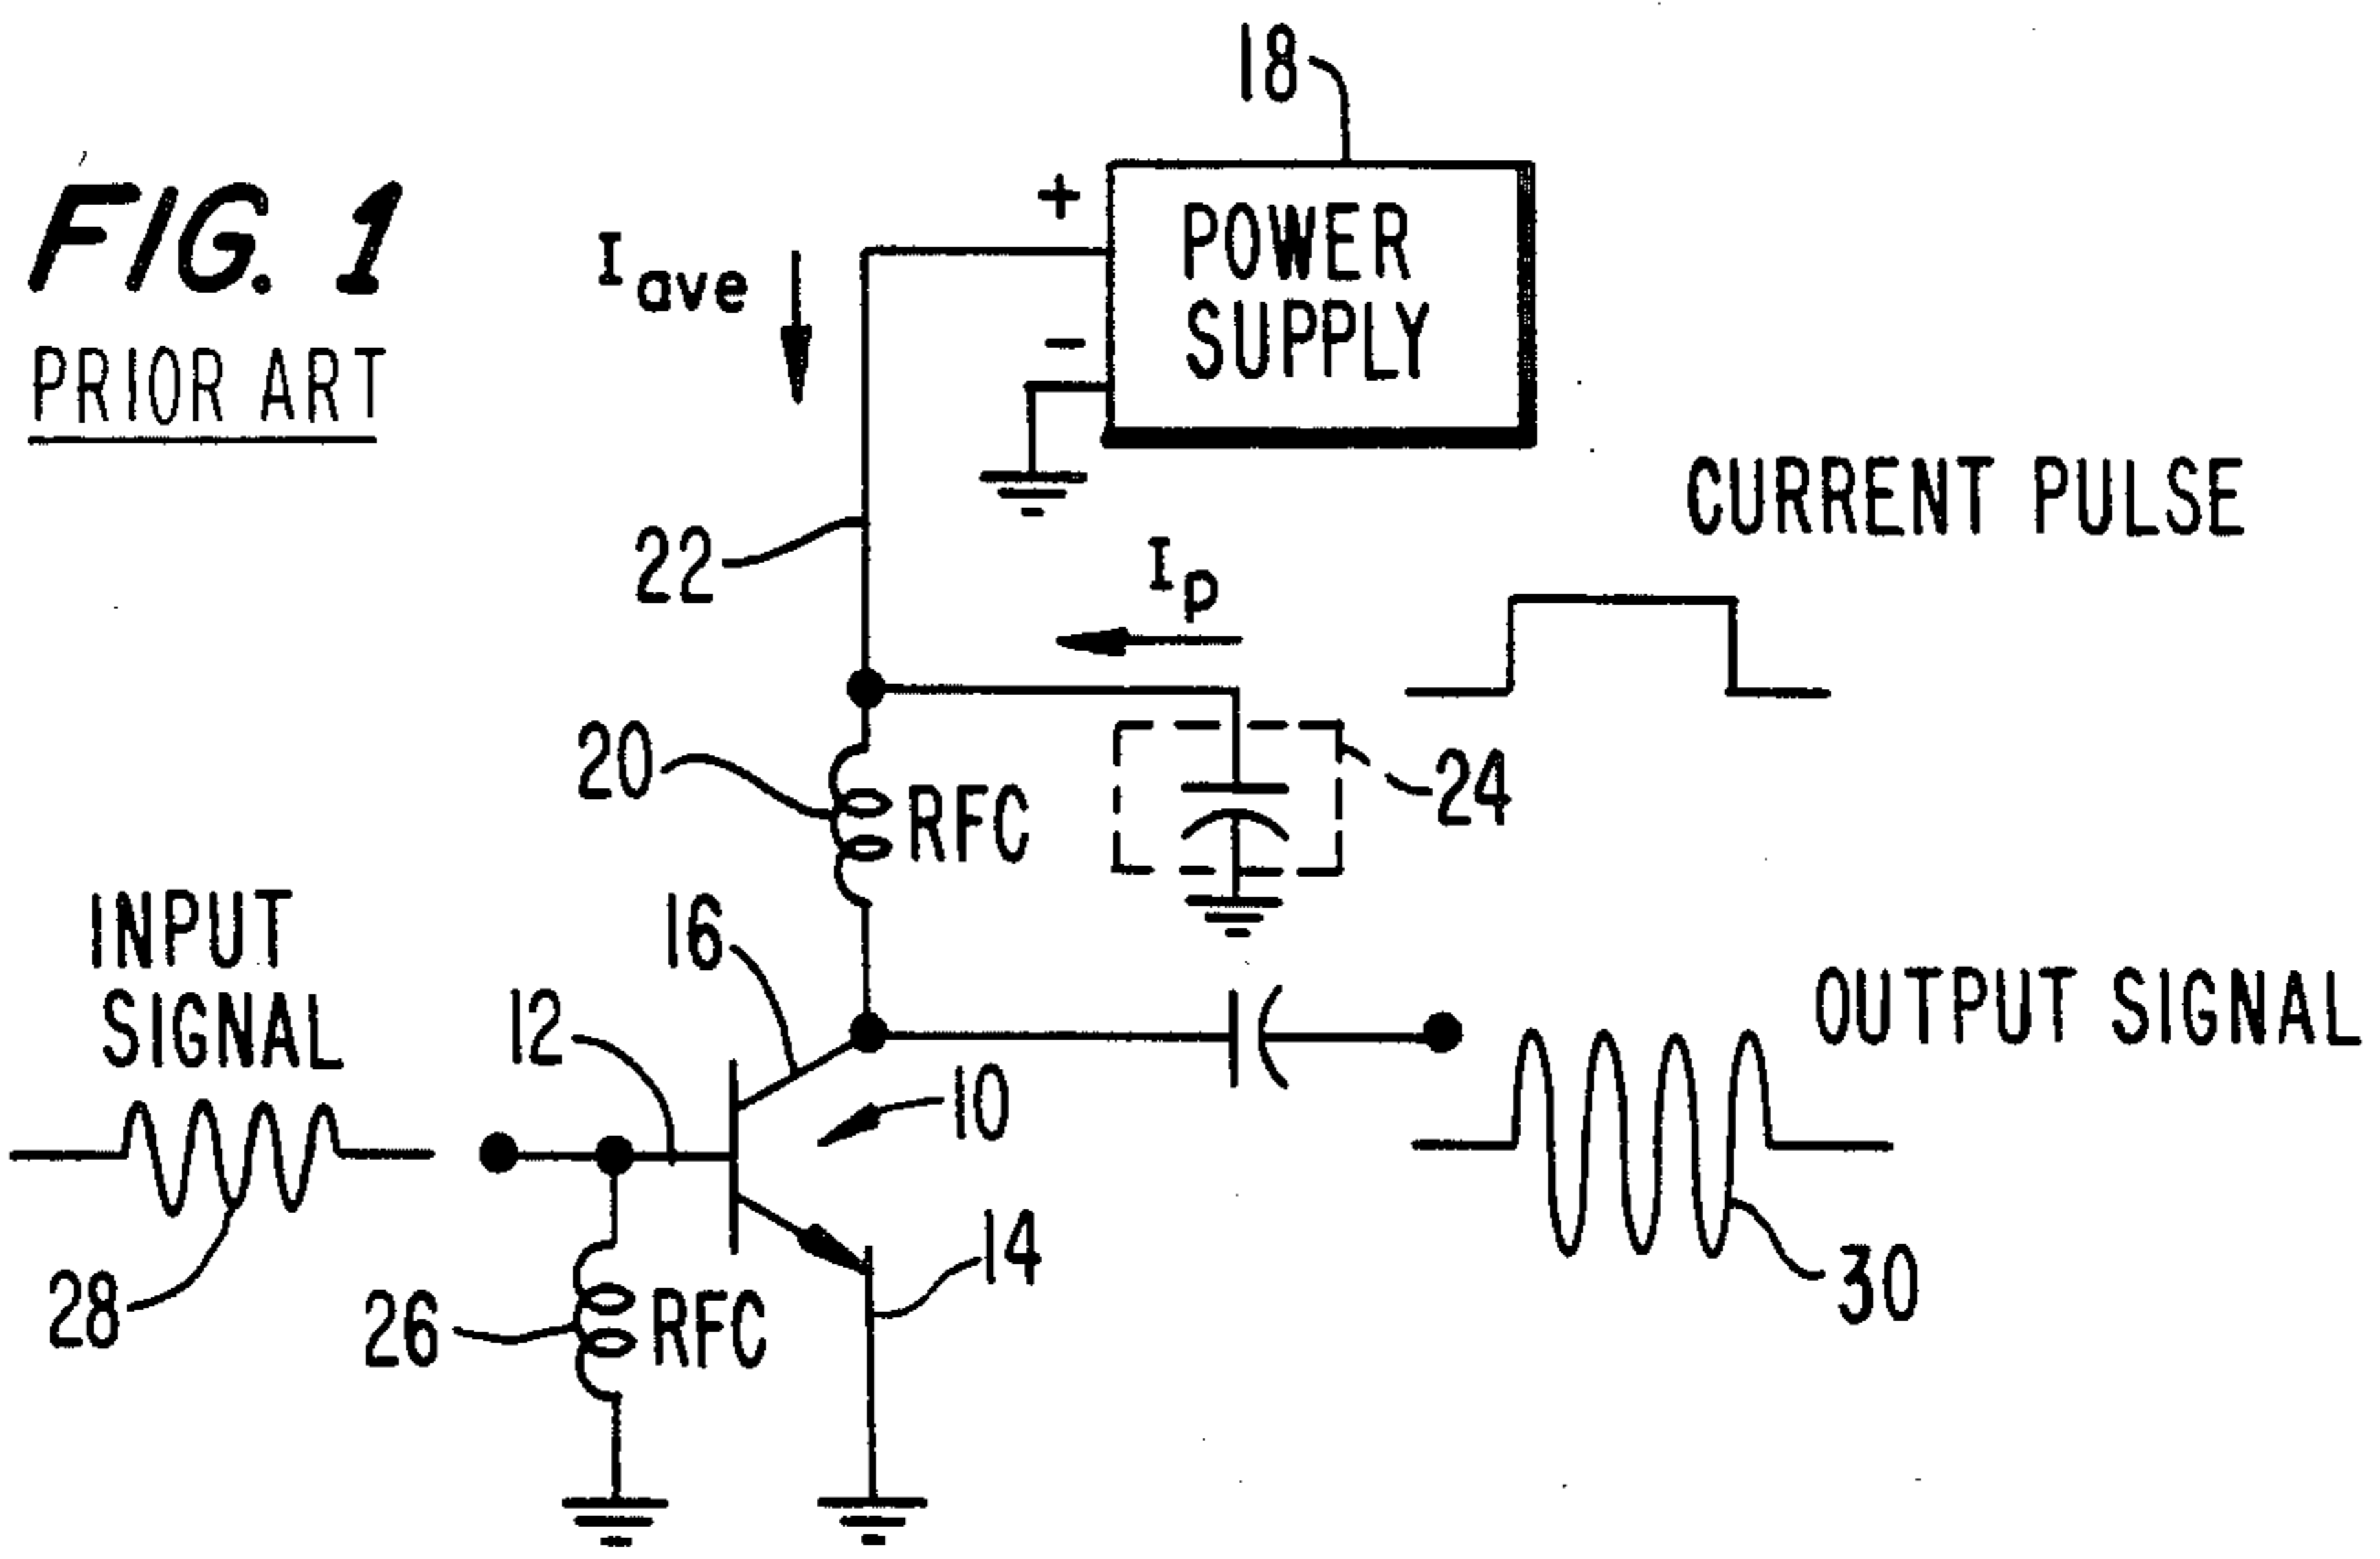 FIG. 1
PRIOR ART
18
+
POWER
SUPPLY
-
Iave
22
CURRENT PULSE
Ip
20
RFC
24
INPUT
SIGNAL
16
12
10
OUTPUT SIGNAL
14
28
26
RFC
30